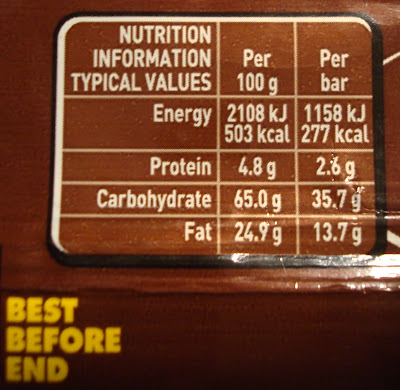 NUTRITION
INFORMATION Per Per
TYPICAL VALUES 100 g bar
Energy 2108 kJ 1158 kJ
503 kcal 277 kcal
Protein 4.8 g 2.6 g
Carbohydrate 65.0 g 35.7 g
Fat 24.9 g 13.7 g
BEST
BEFORE
END